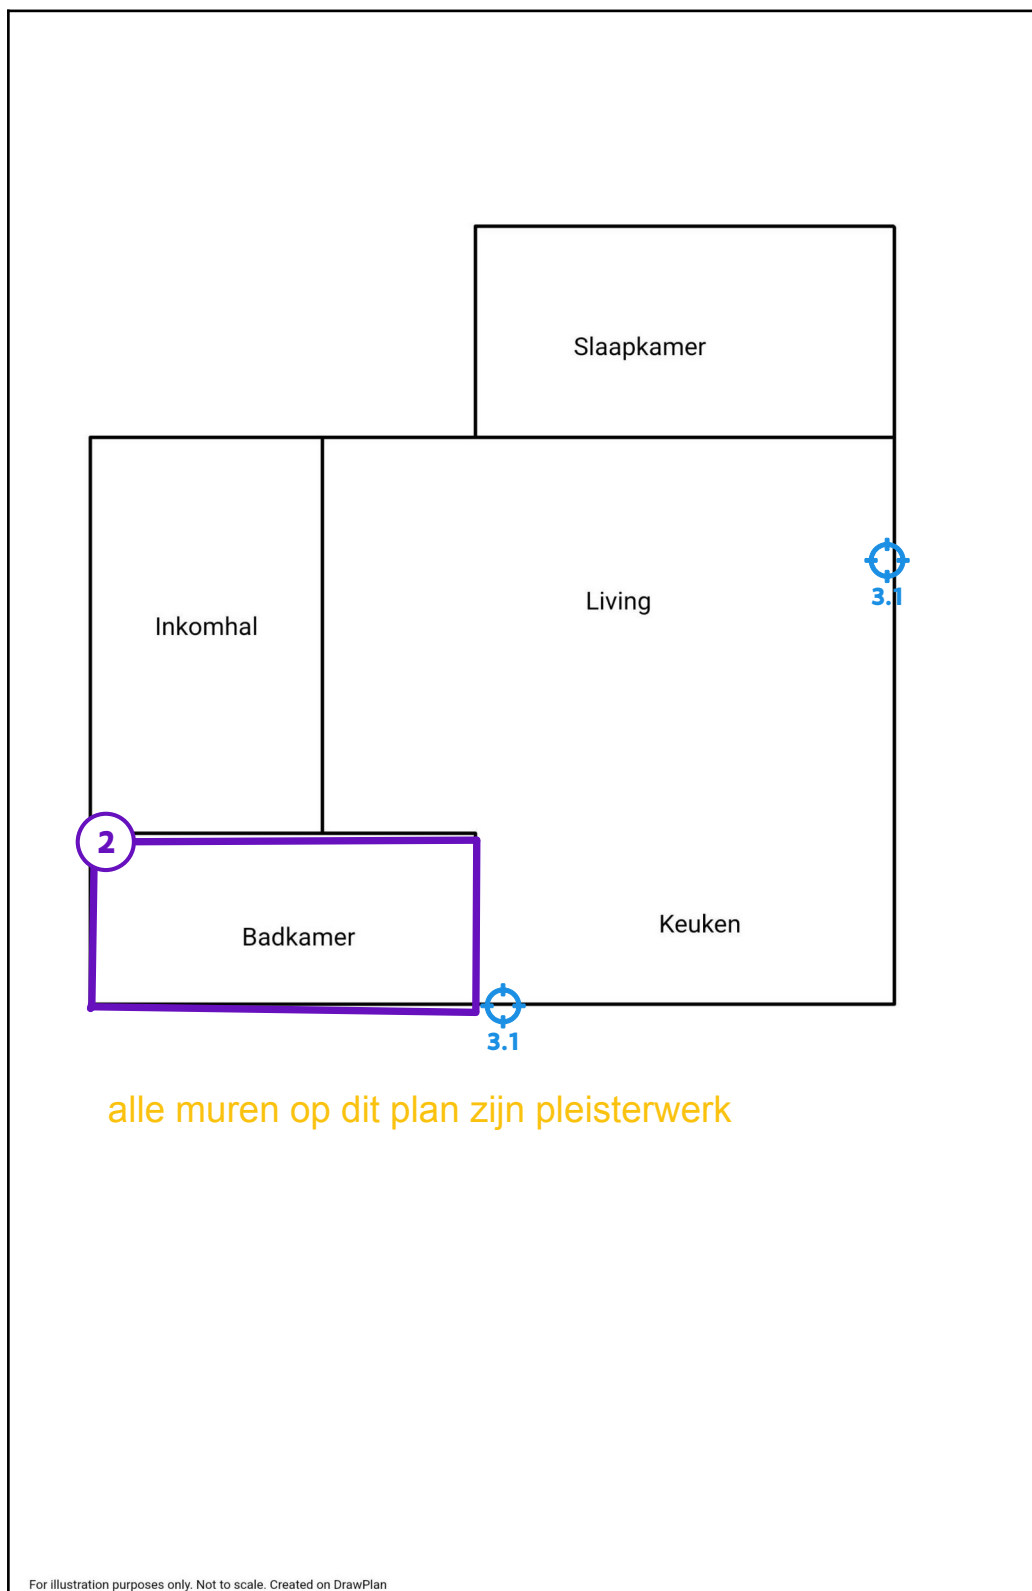 Slaapkamer
3.1
Living
Inkomhal
2
Keuken
Badkamer
3.1
alle muren op dit plan zijn pleisterwerk
For illustration purposes only. Not to scale. Created on DrawPlan